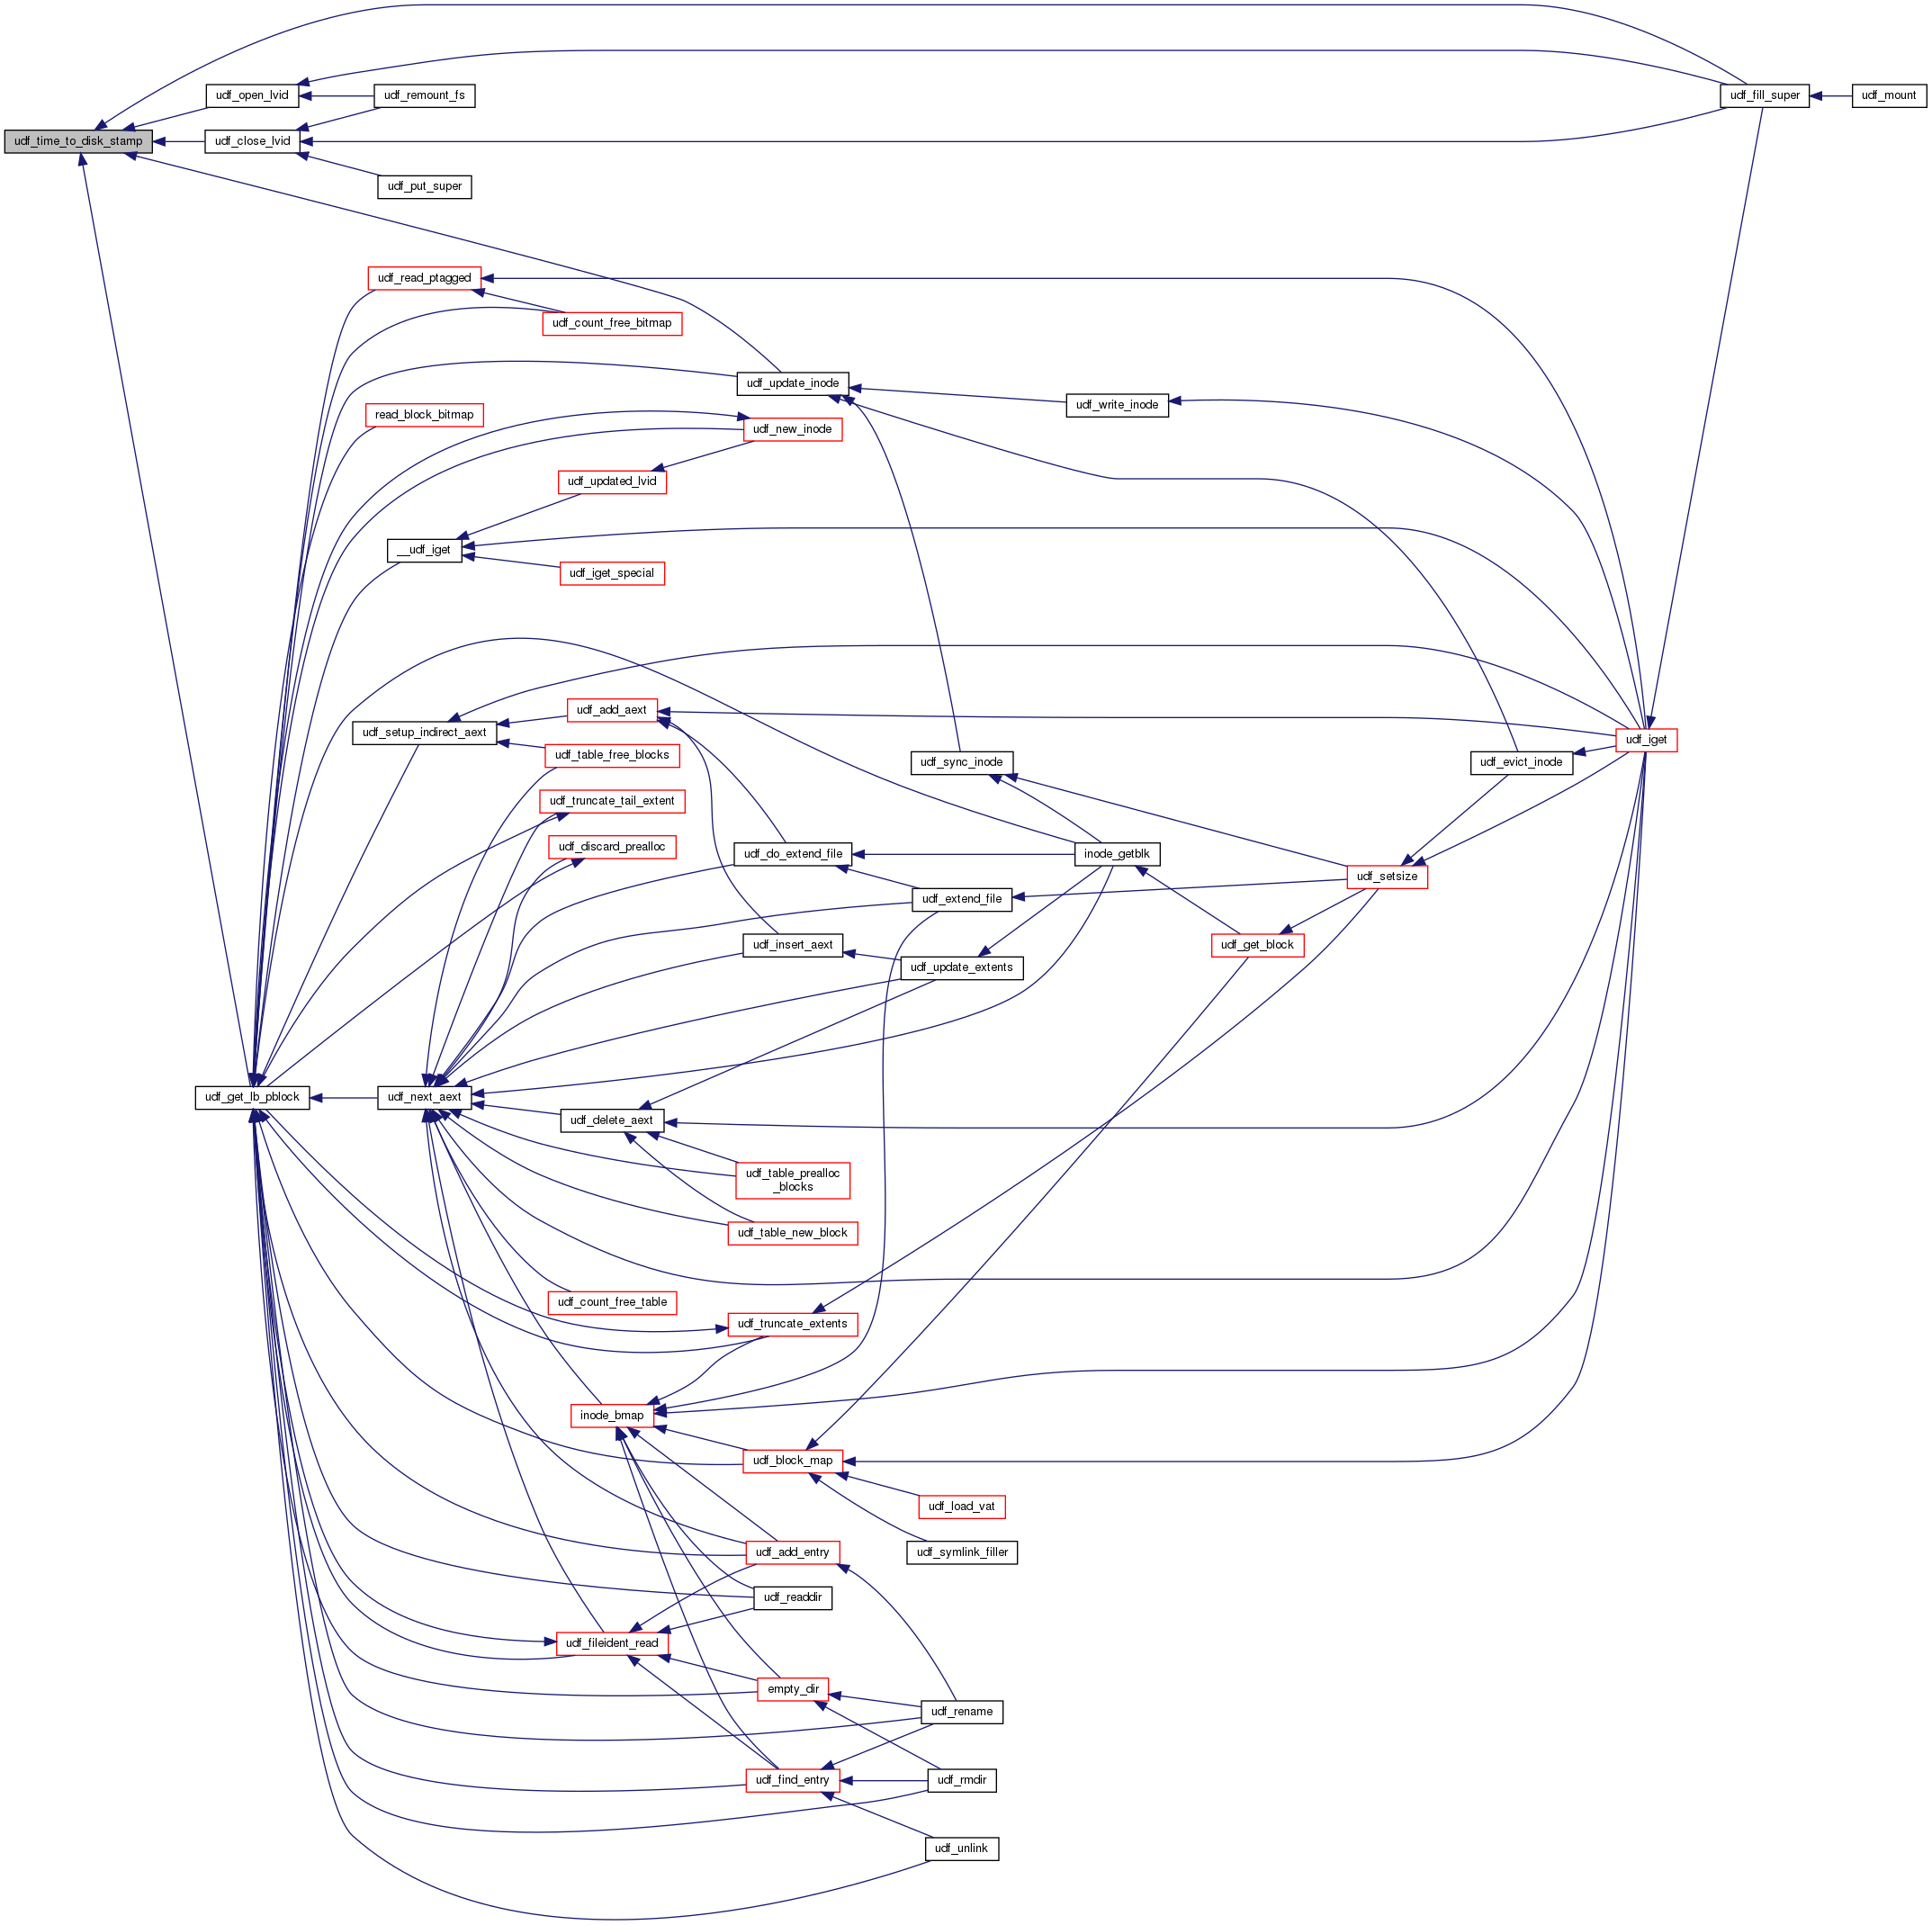 udf_open_lvid
udf_remount_fs
udf_fill_super
udf_mount
udf_time_to_disk_stamp
udf_close_lvid
udf_put_super
udf_read_ptagged
udf_count_free_bitmap
udf_update_inode
udf_write_inode
read_block_bitmap
udf_new_inode
udf_updated_lvid
__udf_iget
udf_iget_special
udf_add_aext
udf_setup_indirect_aext
udf_iget
udf_table_free_blocks
udf_sync_inode
udf_evict_inode
udf_truncate_tail_extent
udf_discard_prealloc
udf_do_extend_file
inode_getblk
udf_setsize
udf_extend_file
udf_insert_aext
udf_get_block
udf_update_extents
udf_get_lb_pblock
udf_next_aext
udf_delete_aext
udf_table_prealloc
_blocks
udf_table_new_block
udf_count_free_table
udf_truncate_extents
inode_bmap
udf_block_map
udf_load_vat
udf_symlink_filler
udf_add_entry
udf_readdir
udf_fileident_read
empty_dir
udf_rename
udf_find_entry
udf_rmdir
udf_unlink